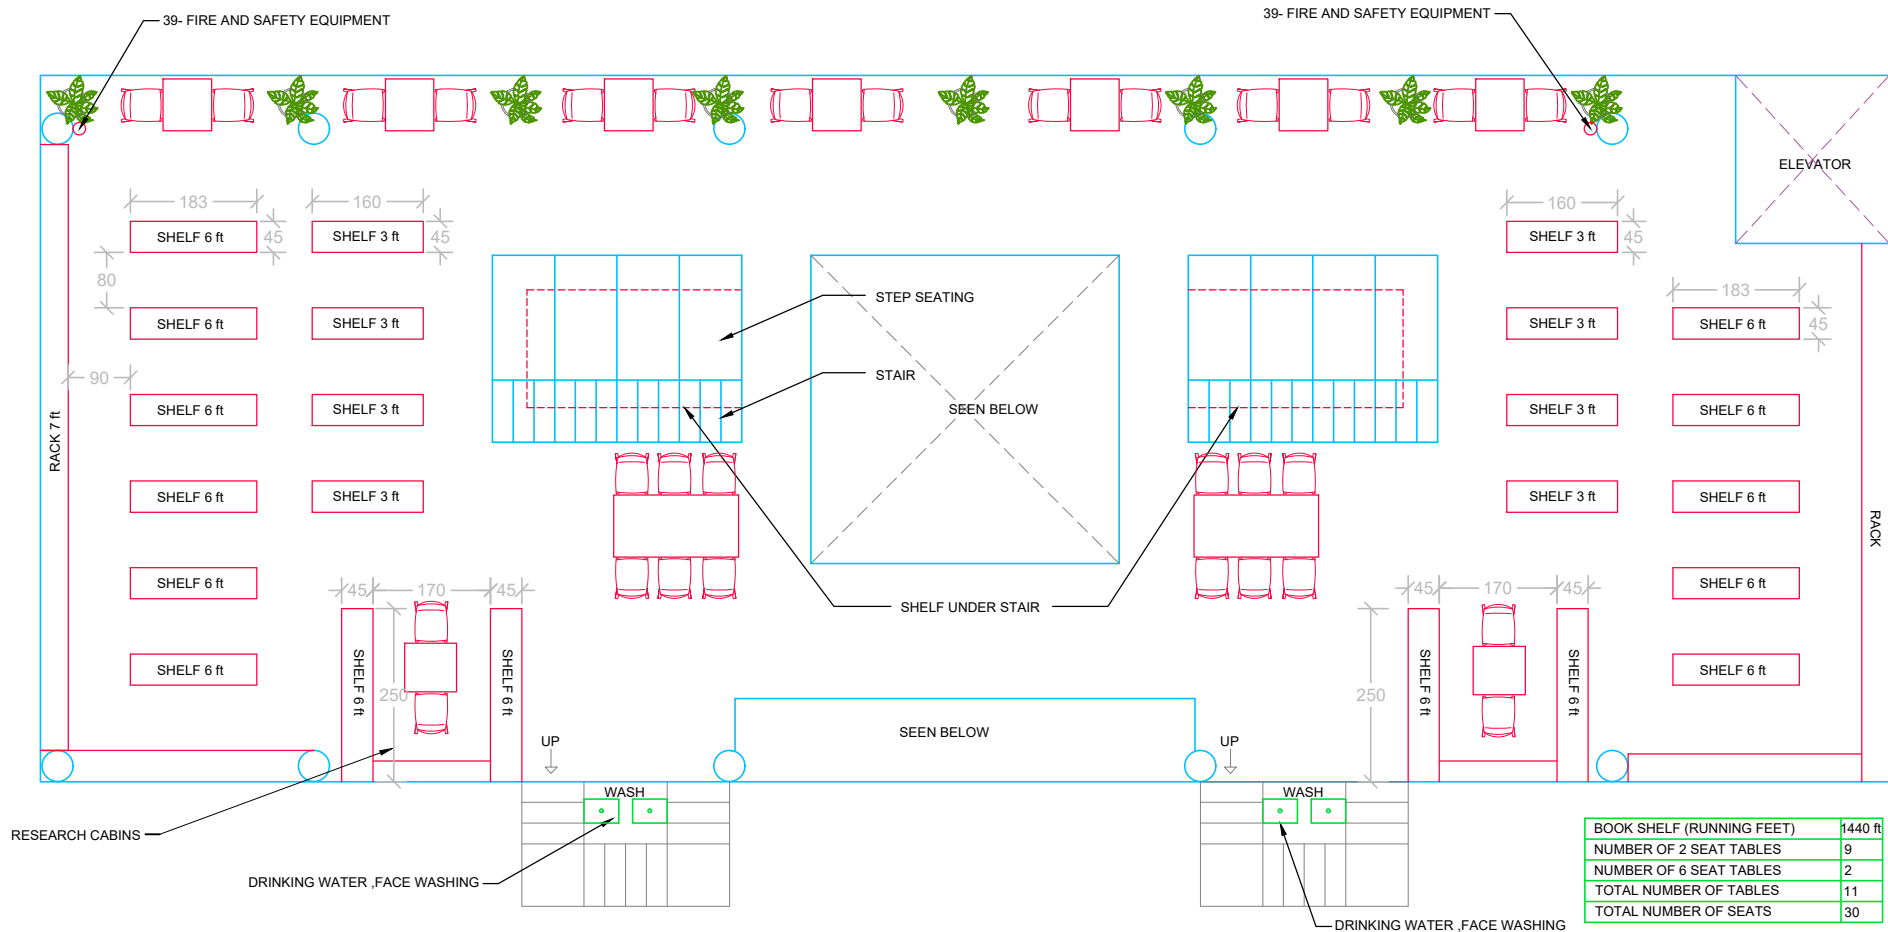 39- FIRE AND SAFETY EQUIPMENT
39- FIRE AND SAFETY EQUIPMENT
ELEVATOR
183
160
160
SHELF 6 ft
45
SHELF 3 ft
45
SHELF 3 ft
45
80
183
STEP SEATING
SHELF 6 ft
SHELF 3 ft
SHELF 3 ft
SHELF 6 ft
45
90
STAIR
SHELF 6 ft
SHELF 3 ft
SEEN BELOW
SHELF 3 ft
SHELF 6 ft
RACK 7 ft
SHELF 6 ft
SHELF 3 ft
SHELF 3 ft
SHELF 6 ft
RACK
SHELF 6 ft
SHELF 6 ft
45
170
45
SHELF UNDER STAIR
45
170
45
SHELF 6 ft
SHELF 6 ft
250
SHELF 6 ft
250
SHELF 6 ft
SHELF 6 ft
SHELF 6 ft
UP
SEEN BELOW
UP
WASH
WASH
RESEARCH CABINS
DRINKING WATER ,FACE WASHING
DRINKING WATER ,FACE WASHING
BOOK SHELF (RUNNING FEET) 1440 ft
NUMBER OF 2 SEAT TABLES 9
NUMBER OF 6 SEAT TABLES 2
TOTAL NUMBER OF TABLES 11
TOTAL NUMBER OF SEATS 30